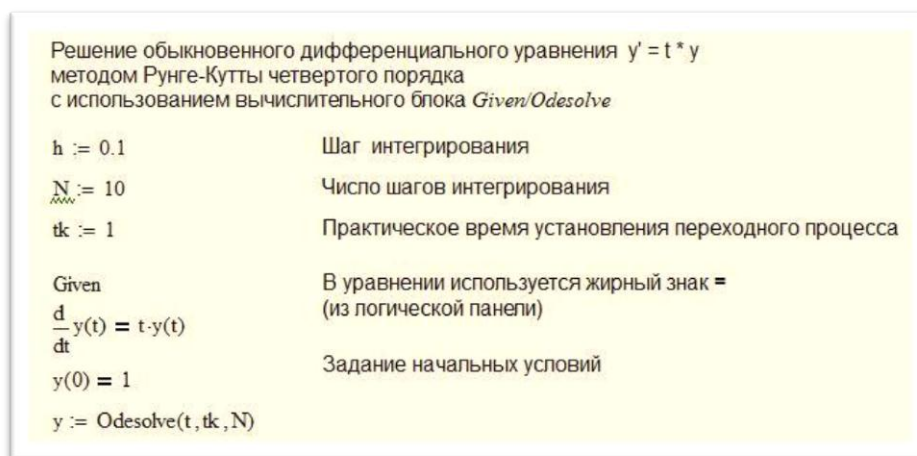 Решение обыкновенного дифференциального уравнения y' = t * y
методом Рунге-Кутты четвертого порядка
с использованием вычислительного блока Given/Odesolve
h := 0.1 Шаг интегрирования
N := 10 Число шагов интегрирования
tk := 1 Практическое время установления переходного процесса
Given В уравнении используется жирный знак =
(из логической панели)
d/dt y(t) = t·y(t)
Задание начальных условий
y(0) = 1
y := Odesolve(t,tk,N)